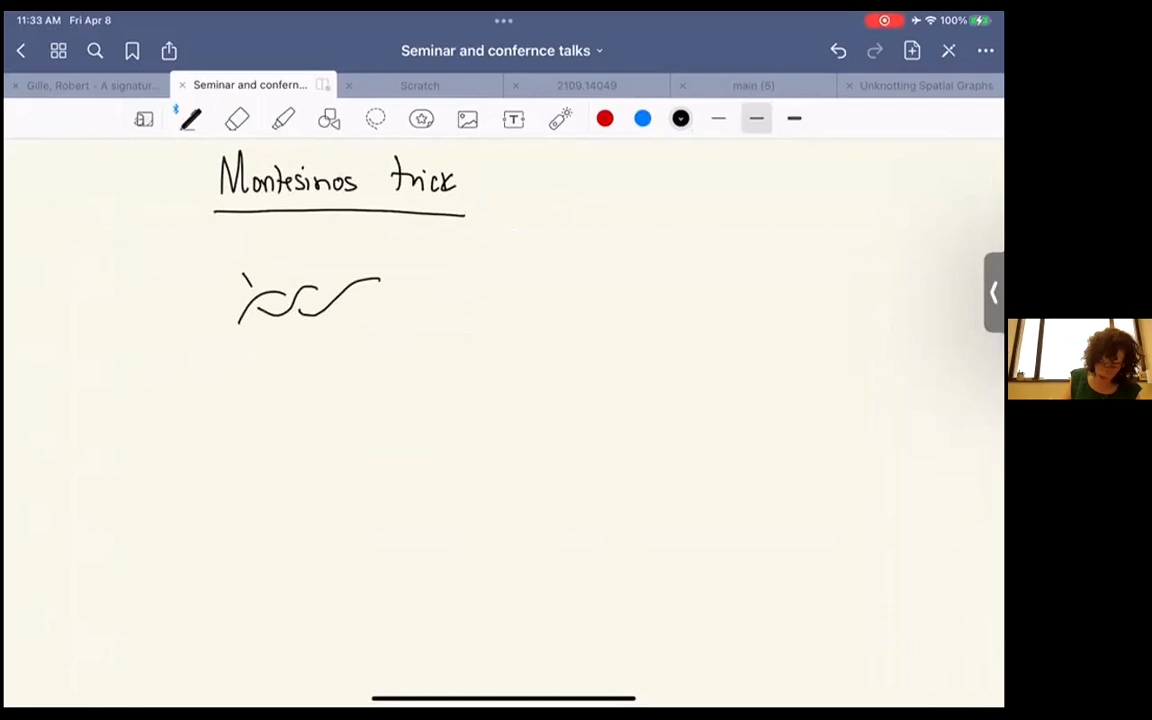 11:33 AM Fri Apr 8
100%
Seminar and confernce talks
Gille, Robert - A signatur...
Seminar and confern...
Scratch
2109.14049
main (5)
Unknotting Spatial Graphs
Montesinos trick